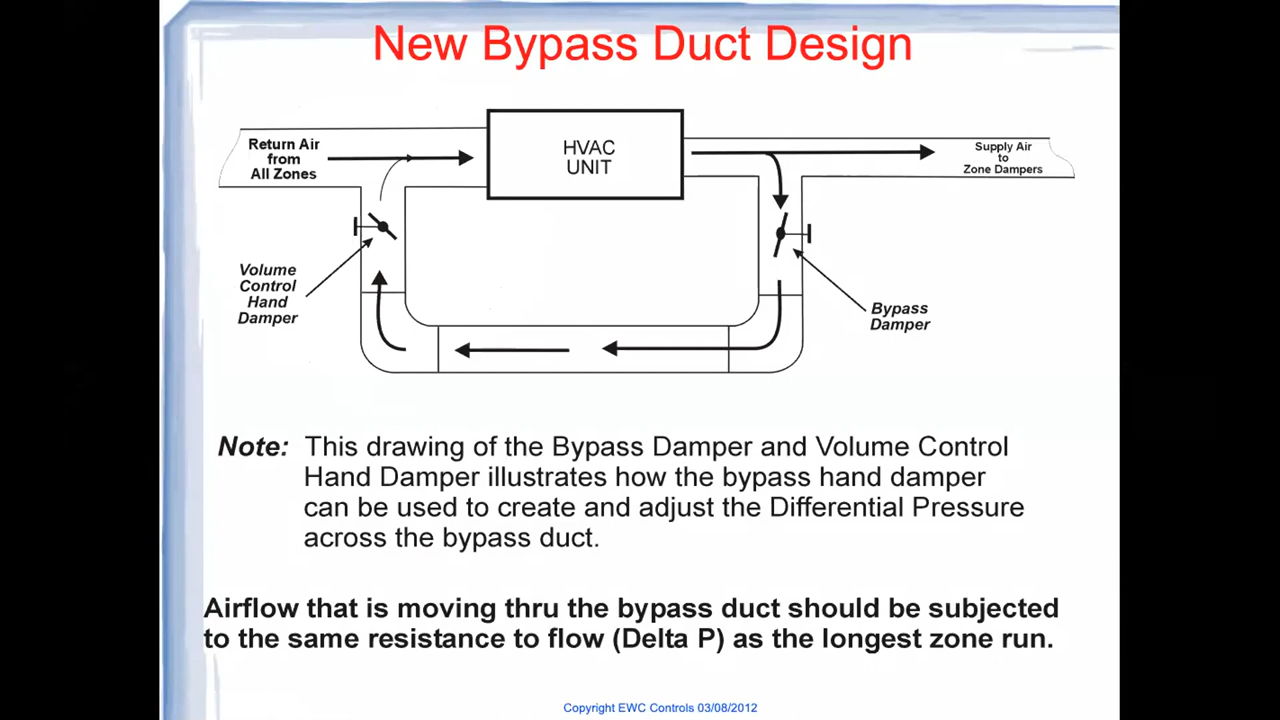 New Bypass Duct Design
Return Air
from
All Zones
HVAC
UNIT
Supply Air
to
Zone Dampers
Volume
Control
Hand
Damper
Bypass
Damper
Note: This drawing of the Bypass Damper and Volume Control
Hand Damper illustrates how the bypass hand damper
can be used to create and adjust the Differential Pressure
across the bypass duct.
Airflow that is moving thru the bypass duct should be subjected
to the same resistance to flow (Delta P) as the longest zone run.
Copyright EWC Controls 03/08/2012